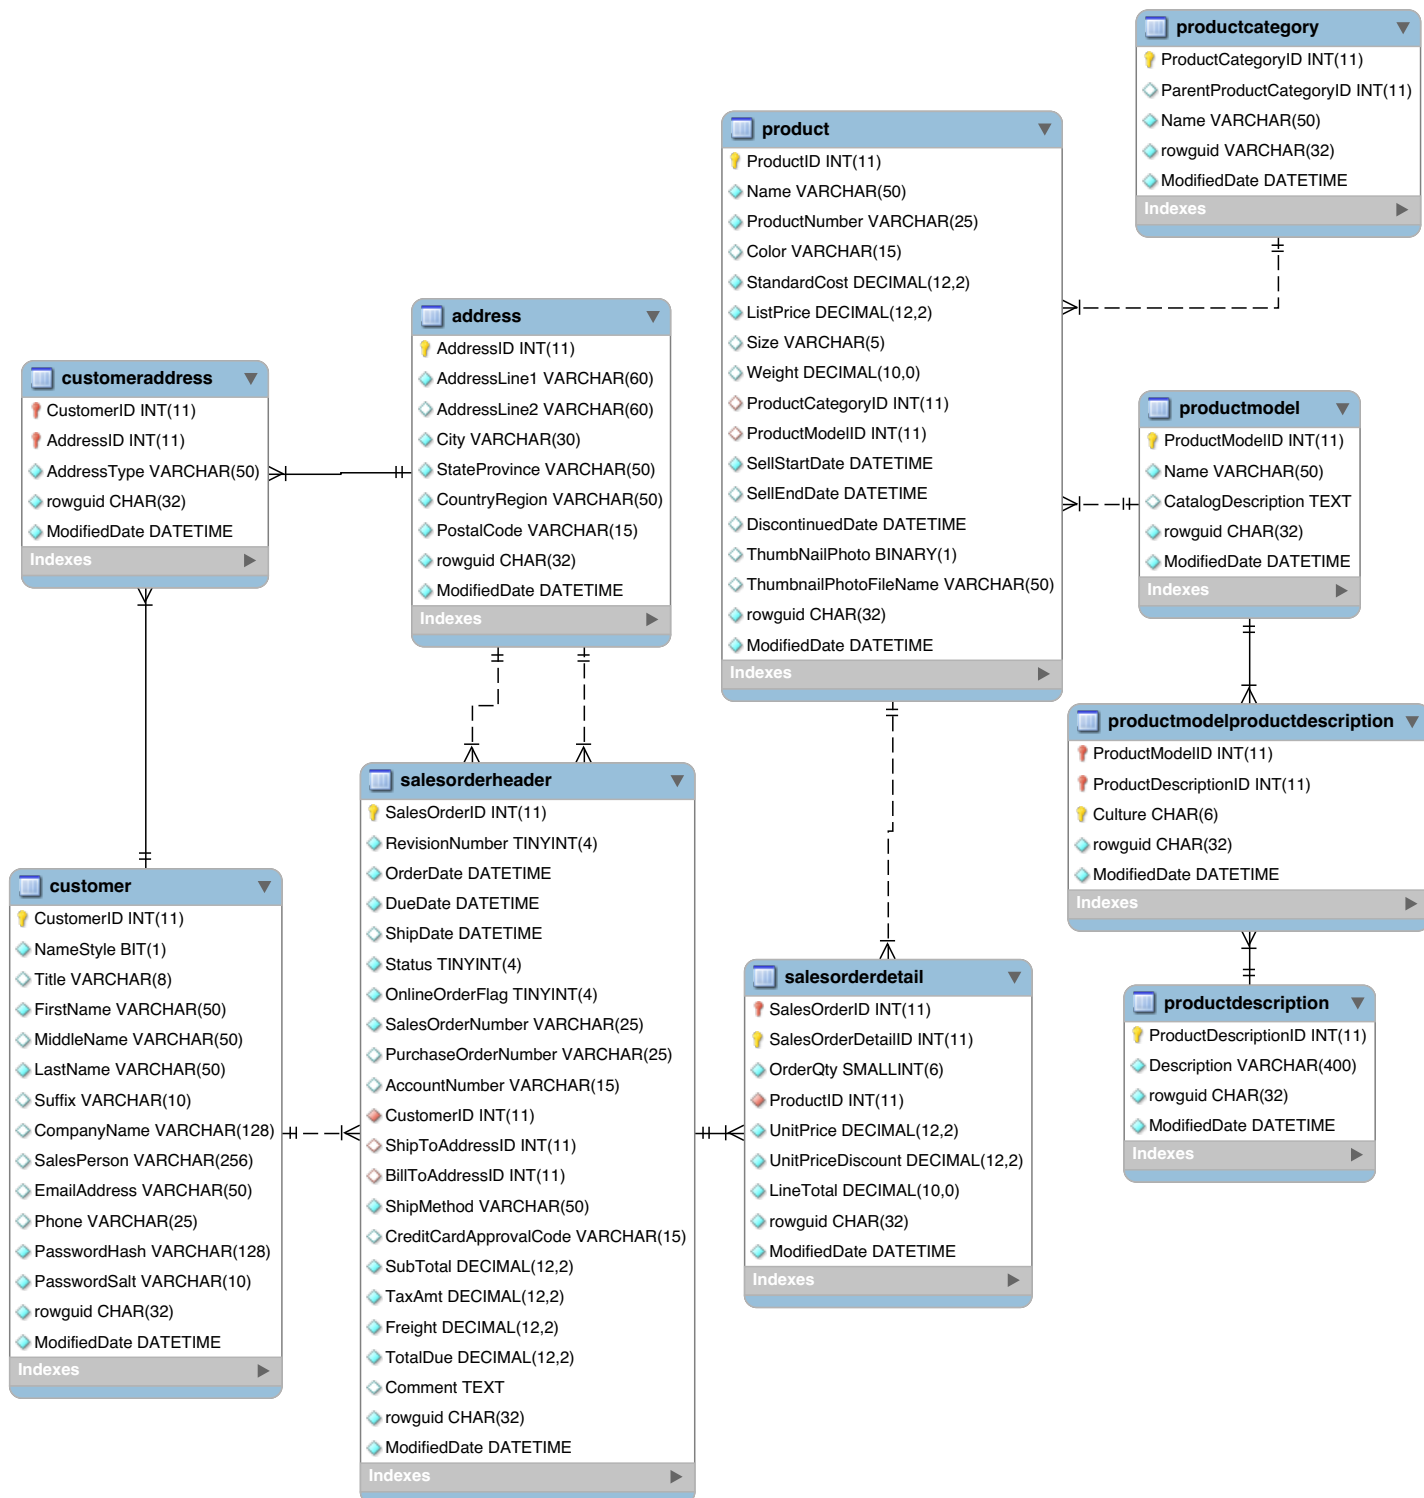 productcategory
ProductCategoryID INT(11)
ParentProductCategoryID INT(11)
Name VARCHAR(50)
rowguid VARCHAR(32)
ModifiedDate DATETIME
Indexes
product
ProductID INT(11)
Name VARCHAR(50)
ProductNumber VARCHAR(25)
Color VARCHAR(15)
StandardCost DECIMAL(12,2)
ListPrice DECIMAL(12,2)
Size VARCHAR(5)
Weight DECIMAL(10,0)
ProductCategoryID INT(11)
ProductModelID INT(11)
SellStartDate DATETIME
SellEndDate DATETIME
DiscontinuedDate DATETIME
ThumbNailPhoto BINARY(1)
ThumbnailPhotoFileName VARCHAR(50)
rowguid CHAR(32)
ModifiedDate DATETIME
Indexes
address
AddressID INT(11)
AddressLine1 VARCHAR(60)
AddressLine2 VARCHAR(60)
City VARCHAR(30)
StateProvince VARCHAR(50)
CountryRegion VARCHAR(50)
PostalCode VARCHAR(15)
rowguid CHAR(32)
ModifiedDate DATETIME
Indexes
customeraddress
CustomerID INT(11)
AddressID INT(11)
AddressType VARCHAR(50)
rowguid CHAR(32)
ModifiedDate DATETIME
Indexes
productmodel
ProductModelID INT(11)
Name VARCHAR(50)
CatalogDescription TEXT
rowguid CHAR(32)
ModifiedDate DATETIME
Indexes
productmodelproductdescription
ProductModelID INT(11)
ProductDescriptionID INT(11)
Culture CHAR(6)
rowguid CHAR(32)
ModifiedDate DATETIME
Indexes
salesorderheader
SalesOrderID INT(11)
RevisionNumber TINYINT(4)
OrderDate DATETIME
DueDate DATETIME
ShipDate DATETIME
Status TINYINT(4)
OnlineOrderFlag TINYINT(4)
SalesOrderNumber VARCHAR(25)
PurchaseOrderNumber VARCHAR(25)
AccountNumber VARCHAR(15)
CustomerID INT(11)
ShipToAddressID INT(11)
BillToAddressID INT(11)
ShipMethod VARCHAR(50)
CreditCardApprovalCode VARCHAR(15)
SubTotal DECIMAL(12,2)
TaxAmt DECIMAL(12,2)
Freight DECIMAL(12,2)
TotalDue DECIMAL(12,2)
Comment TEXT
rowguid CHAR(32)
ModifiedDate DATETIME
Indexes
customer
CustomerID INT(11)
NameStyle BIT(1)
Title VARCHAR(8)
FirstName VARCHAR(50)
MiddleName VARCHAR(50)
LastName VARCHAR(50)
Suffix VARCHAR(10)
CompanyName VARCHAR(128)
SalesPerson VARCHAR(256)
EmailAddress VARCHAR(50)
Phone VARCHAR(25)
PasswordHash VARCHAR(128)
PasswordSalt VARCHAR(10)
rowguid CHAR(32)
ModifiedDate DATETIME
Indexes
salesorderdetail
SalesOrderID INT(11)
SalesOrderDetailID INT(11)
OrderQty SMALLINT(6)
ProductID INT(11)
UnitPrice DECIMAL(12,2)
UnitPriceDiscount DECIMAL(12,2)
LineTotal DECIMAL(10,0)
rowguid CHAR(32)
ModifiedDate DATETIME
Indexes
productdescription
ProductDescriptionID INT(11)
Description VARCHAR(400)
rowguid CHAR(32)
ModifiedDate DATETIME
Indexes